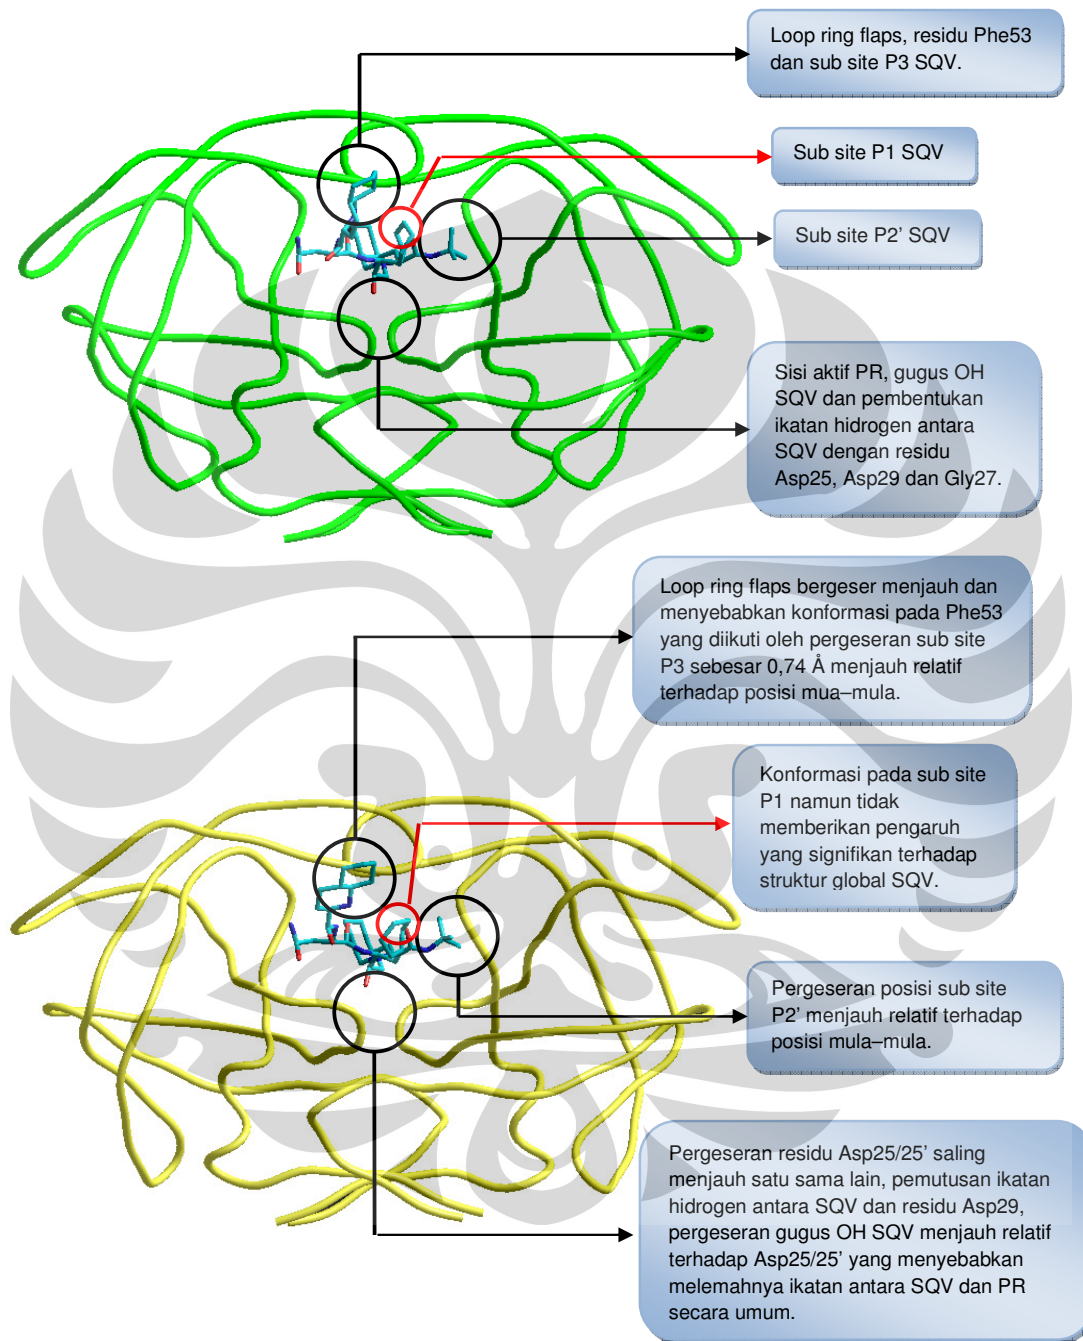 Loop ring flaps, residu Phe53
dan sub site P3 SQV.
Sub site P1 SQV
Sub site P2’ SQV
Sisi aktif PR, gugus OH
SQV dan pembentukan
ikatan hidrogen antara
SQV dengan residu
Asp25, Asp29 dan Gly27.
Loop ring flaps bergeser menjauh dan
menyebabkan konformasi pada Phe53
yang diikuti oleh pergeseran sub site
P3 sebesar 0,74 Å menjauh relatif
terhadap posisi mua–mula.
Konformasi pada sub site
P1 namun tidak
memberikan pengaruh
yang signifikan terhadap
struktur global SQV.
Pergeseran posisi sub site
P2’ menjauh relatif terhadap
posisi mula–mula.
Pergeseran residu Asp25/25’ saling
menjauh satu sama lain, pemutusan ikatan
hidrogen antara SQV dan residu Asp29,
pergeseran gugus OH SQV menjauh relatif
terhadap Asp25/25’ yang menyebabkan
melemahnya ikatan antara SQV dan PR
secara umum.